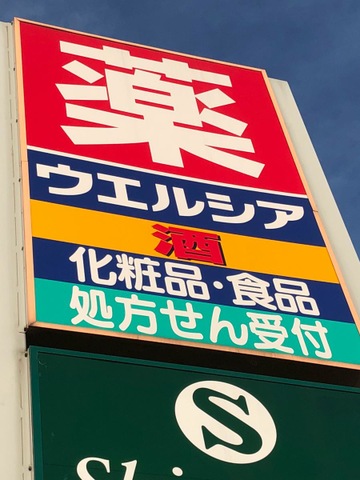 薬
ウエルシア
酒
化粧品・食品
処方せん受付
S